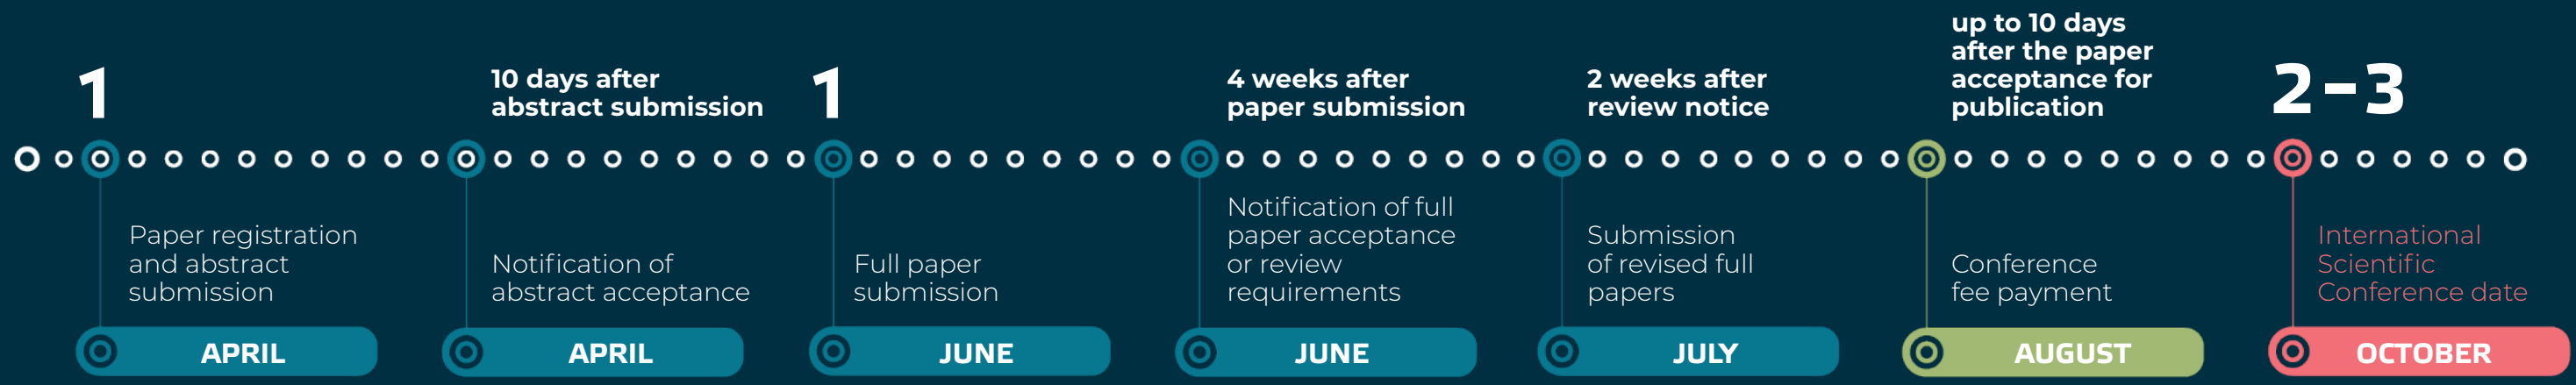 1
Paper registration
and abstract
submission
APRIL
10 days after
abstract submission
Notification of
abstract acceptance
APRIL
1
Full paper
submission
JUNE
4 weeks after
paper submission
Notification of full
paper acceptance
or review
requirements
JUNE
2 weeks after
review notice
Submission
of revised full
papers
JULY
up to 10 days
after the paper
acceptance for
publication
Conference
fee payment
AUGUST
2-3
International
Scientific
Conference date
OCTOBER